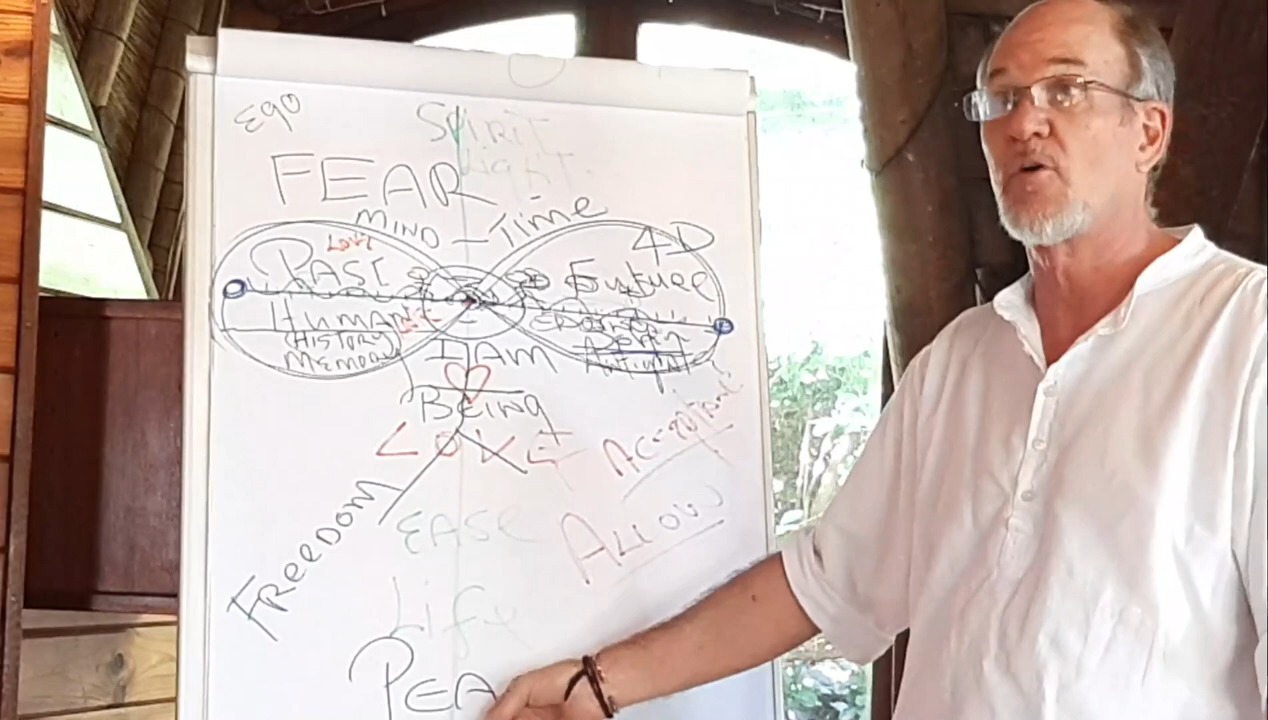 Ego
SPIRIT
Light
FEAR
MIND – Time
4D
Love
PAST
Future
HUMAN
(HISTORY)
MEMORY
I AM
BEING
LOVE
ALLOW
Freedom
EASE
Life
PEA